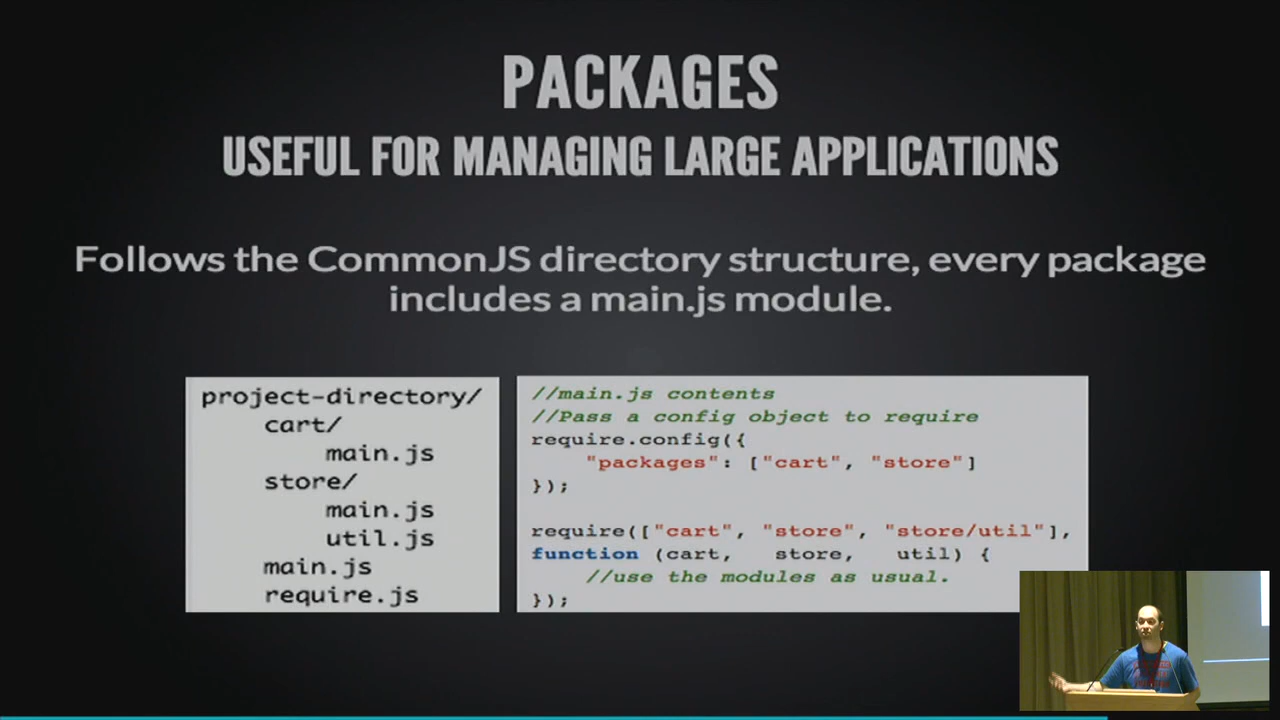 PACKAGES
USEFUL FOR MANAGING LARGE APPLICATIONS
Follows the CommonJS directory structure, every package
includes a main.js module.
project-directory/
cart/
main.js
store/
main.js
util.js
main.js
require.js
//main.js contents
//Pass a config object to require
require.config({
"packages": ["cart", "store"]
});
require(["cart", "store", "store/util"],
function (cart, store, util) {
//use the modules as usual.
});